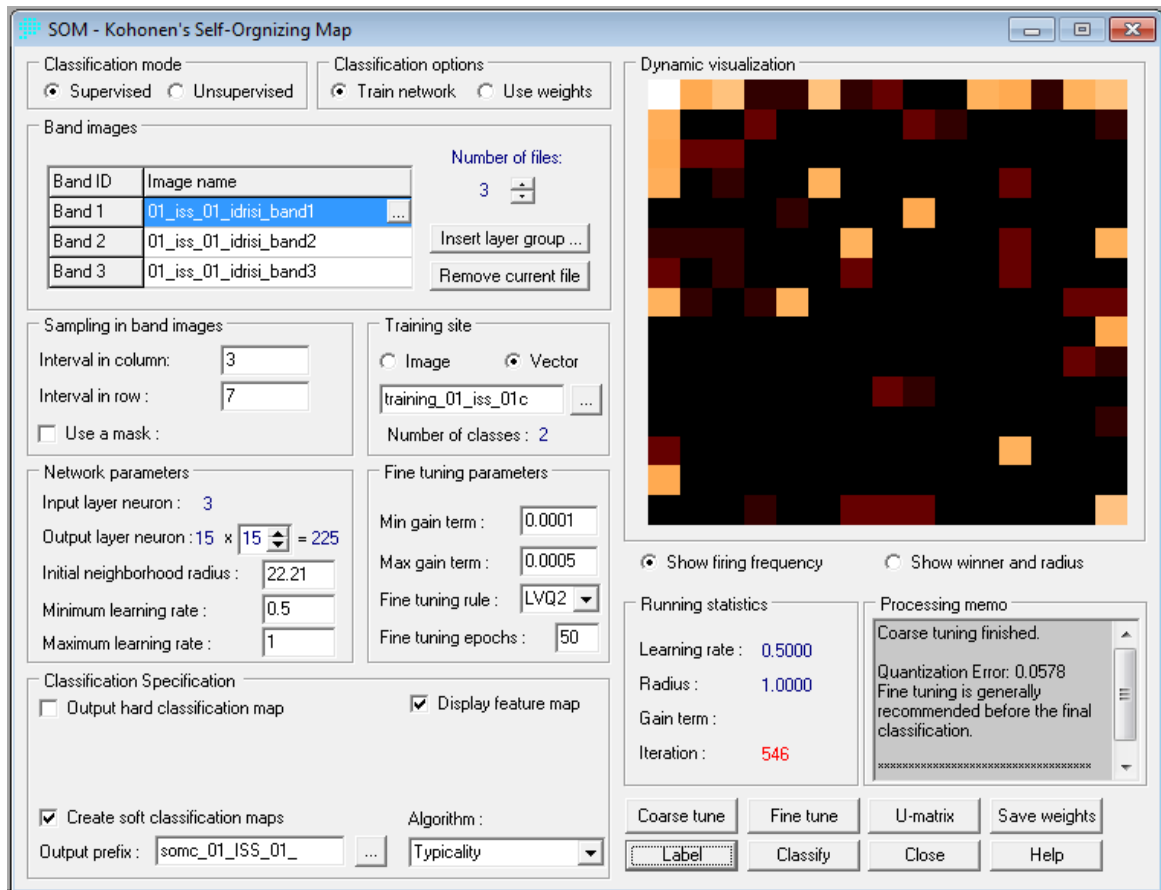 SOM - Kohonen's Self-Orgnizing Map
Classification mode
Supervised Unsupervised
Classification options
Train network Use weights
Band images
Band ID Image name
Band 1 01_iss_01_idrisi_band1 ...
Band 2 01_iss_01_idrisi_band2
Band 3 01_iss_01_idrisi_band3
Number of files:
3
Insert layer group ...
Remove current file
Sampling in band images
Interval in column: 3
Interval in row : 7
Use a mask :
Training site
Image Vector
training_01_iss_01c ...
Number of classes : 2
Network parameters
Input layer neuron : 3
Output layer neuron : 15 x 15 = 225
Initial neighborhood radius : 22.21
Minimum learning rate : 0.5
Maximum learning rate : 1
Fine tuning parameters
Min gain term : 0.0001
Max gain term : 0.0005
Fine tuning rule : LVQ2
Fine tuning epochs : 50
Classification Specification
Output hard classification map
Display feature map
Create soft classification maps
Algorithm :
Output prefix : somc_01_ISS_01_ ...
Typicality
Dynamic visualization
Show firing frequency Show winner and radius
Running statistics
Learning rate : 0.5000
Radius : 1.0000
Gain term :
Iteration : 546
Processing memo
Coarse tuning finished.
Quantization Error: 0.0578
Fine tuning is generally
recommended before the final
classification.
Coarse tune Fine tune U-matrix Save weights
Label Classify Close Help